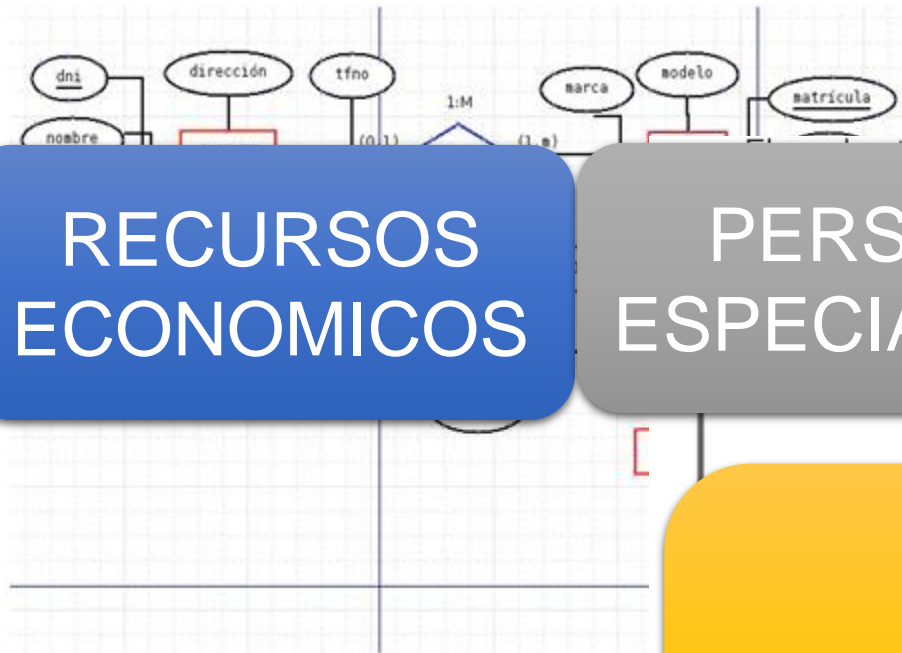 dni
dirección
tfno
marca
modelo
matrícula
1:M
nombre
(0,1)
(1,m)
RECURSOS
ECONOMICOS
PERS
ESPECIA